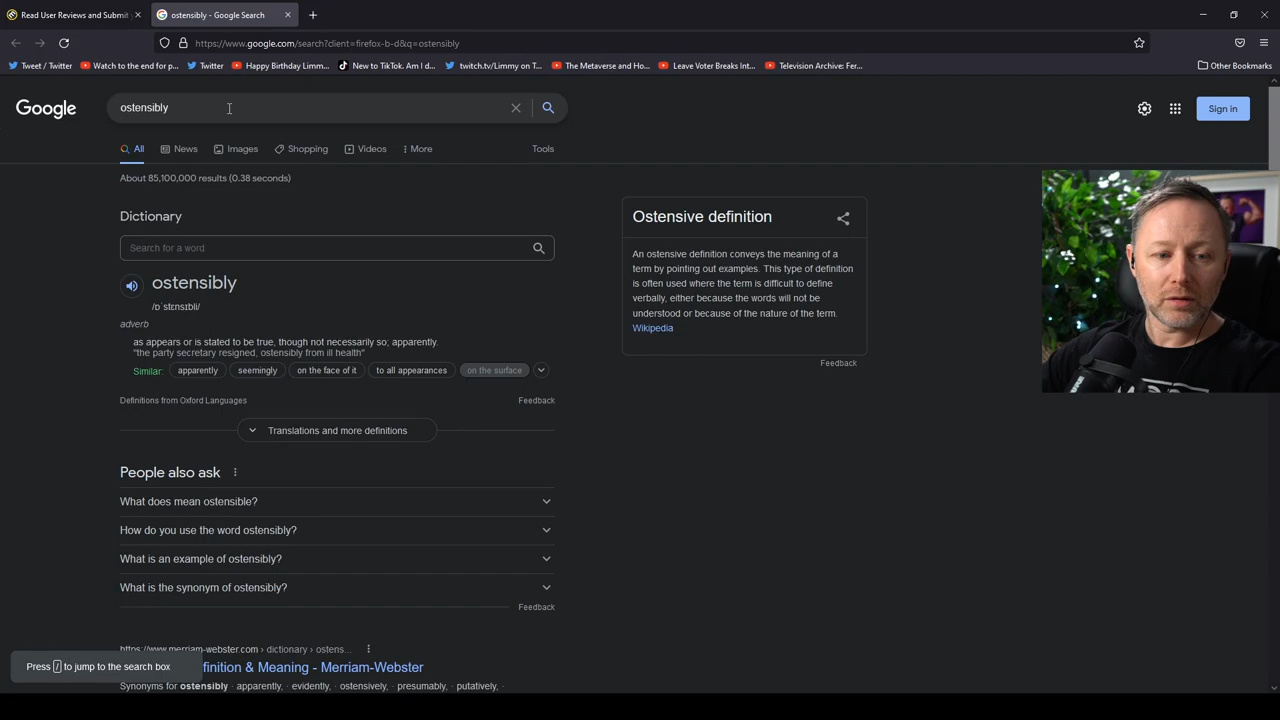 Read User Reviews and Submit
ostensibly - Google Search
https://www.google.com/search?client=firefox-b-d&q=ostensibly
Tweet / Twitter
Watch to the end for p...
Twitter
Happy Birthday Limm...
New to TikTok. Am I d...
twitch.tv/Limmy on T...
The Metaverse and Ho...
Leave Voter Breaks Int...
Television Archive: Fer...
Other Bookmarks
Google
ostensibly
Sign in
All
News
Images
Shopping
Videos
More
Tools
About 85,100,000 results (0.38 seconds)
Dictionary
Search for a word
ostensibly
/ɒˈstɛnsɪbli/
adverb
as appears or is stated to be true, though not necessarily so; apparently.
"the party secretary resigned, ostensibly from ill health"
Similar:
apparently
seemingly
on the face of it
to all appearances
on the surface
Definitions from Oxford Languages
Feedback
Translations and more definitions
People also ask
What does mean ostensible?
How do you use the word ostensibly?
What is an example of ostensibly?
What is the synonym of ostensibly?
Feedback
https://www.merriam-webster.com › dictionary › ostens...
finition & Meaning - Merriam-Webster
Synonyms for ostensibly · apparently, · evidently, · ostensively, · presumably, · putatively, ·
Press / to jump to the search box
Ostensive definition
An ostensive definition conveys the meaning of a
term by pointing out examples. This type of definition
is often used where the term is difficult to define
verbally, either because the words will not be
understood or because of the nature of the term.
Wikipedia
Feedback